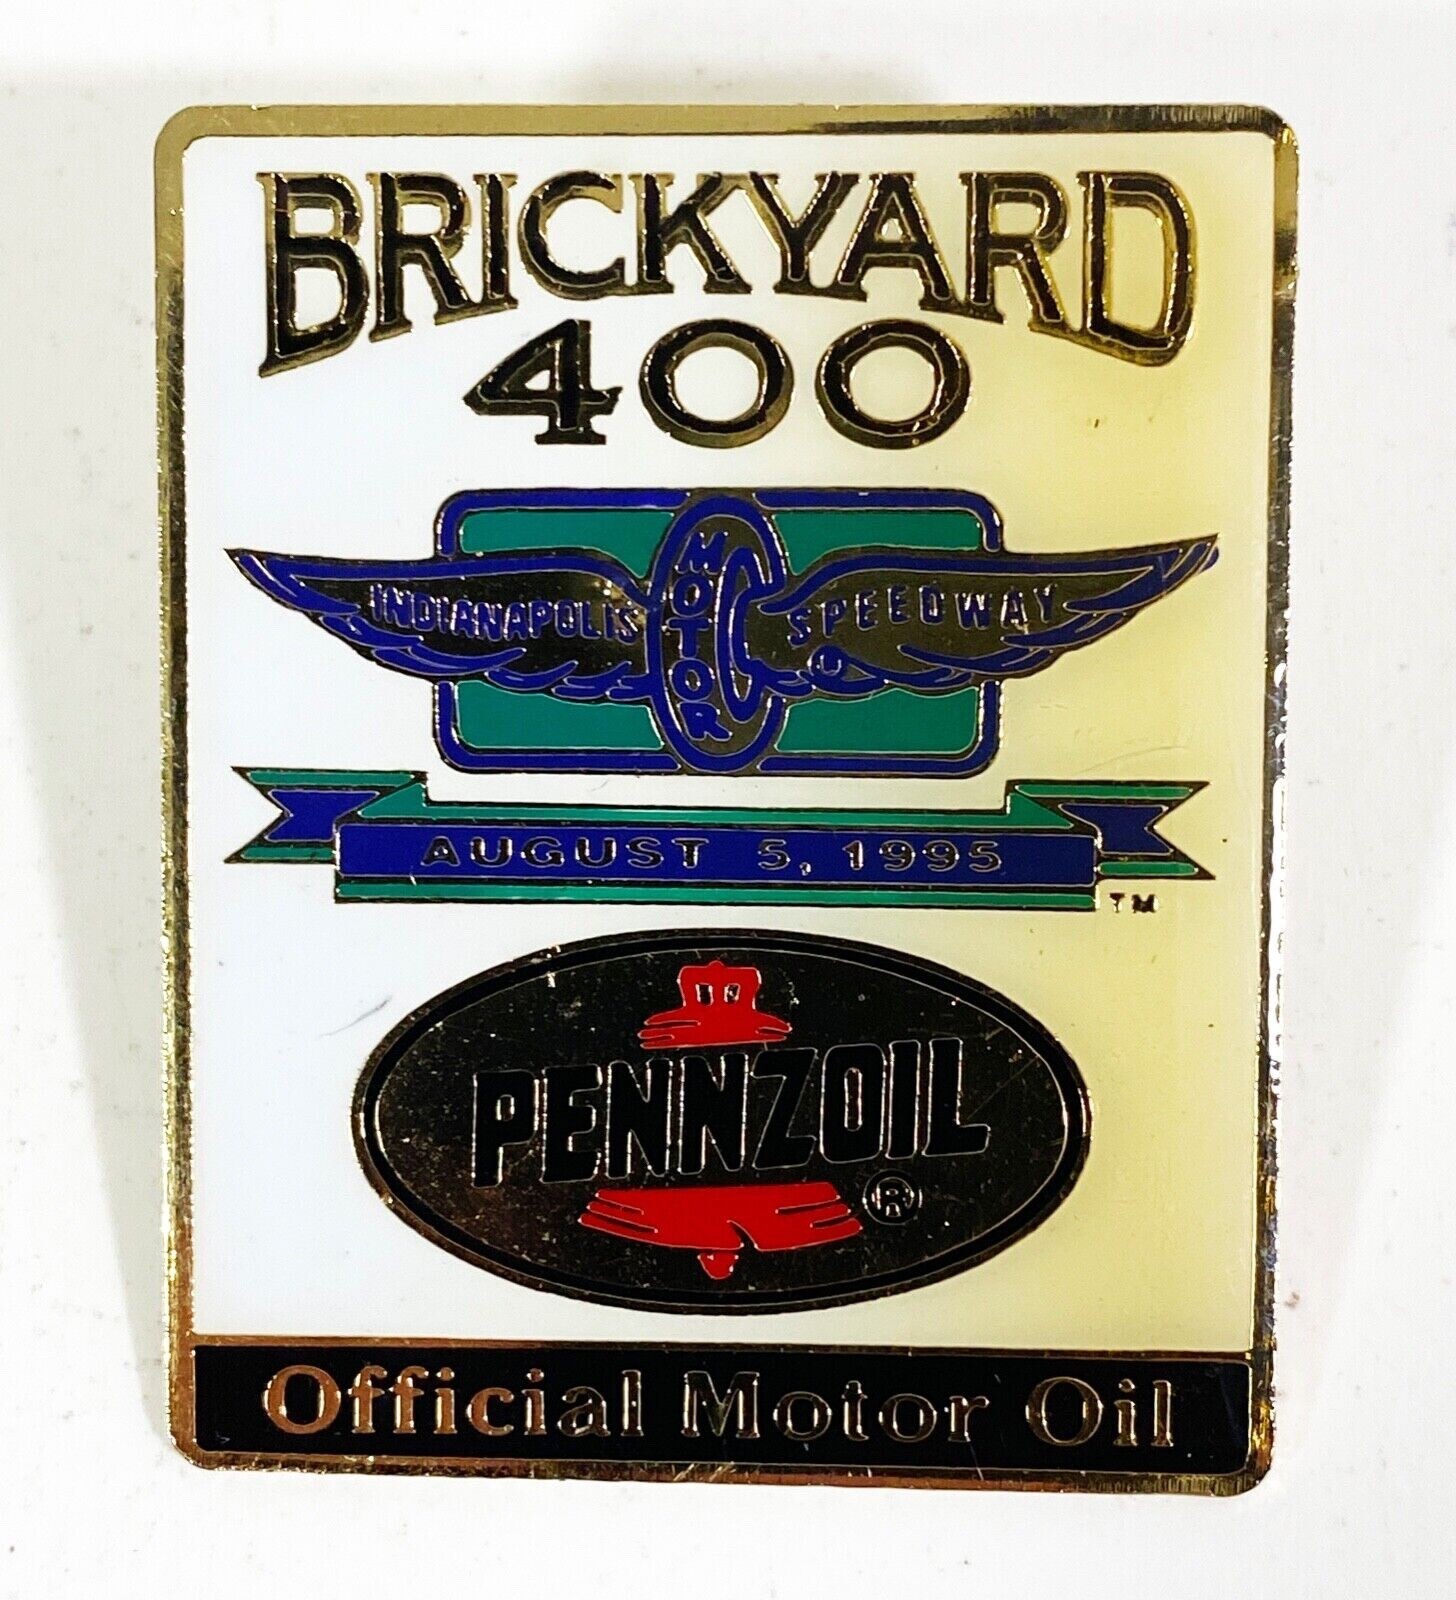 BRICKYARD
400
INDIANAPOLIS MOTOR SPEEDWAY
AUGUST 5, 1995
TM
PENNZOIL
®
Official Motor Oil